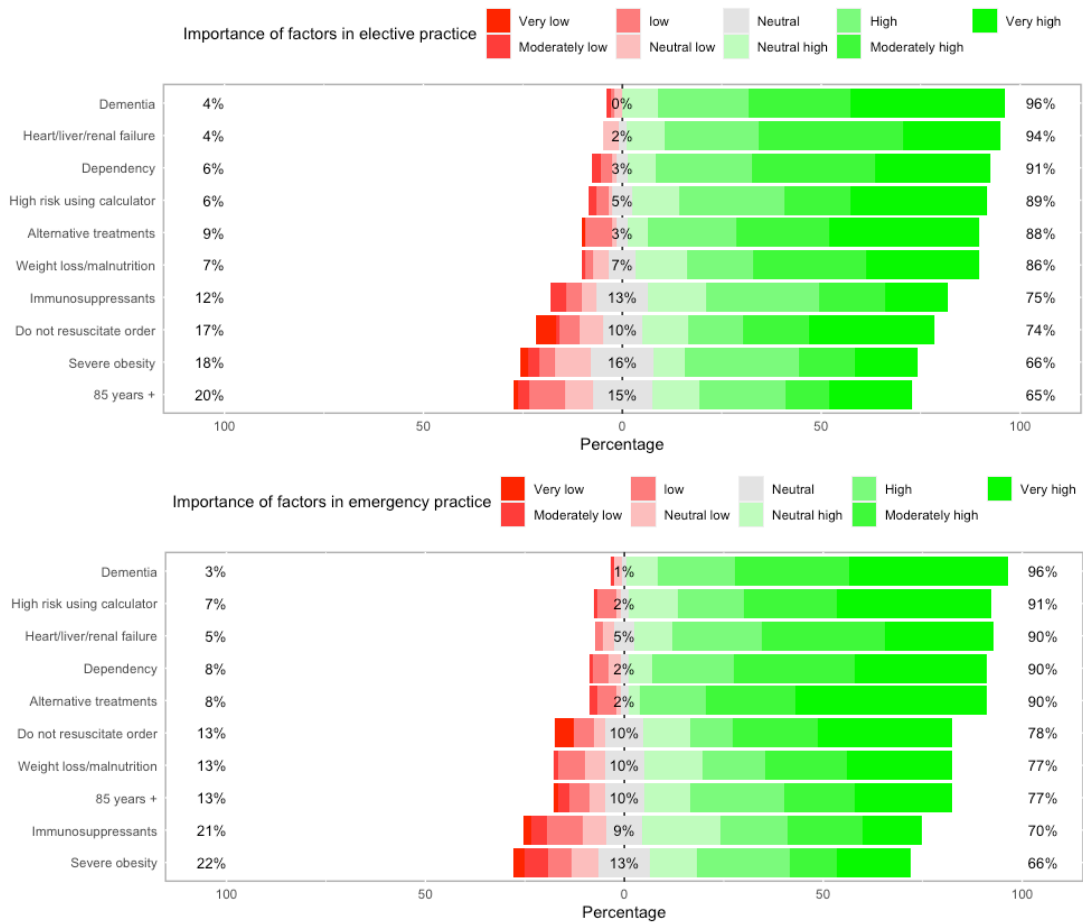 Importance of factors in elective practice
Very low low Neutral High Very high
Moderately low Neutral low Neutral high Moderately high
Dementia 4% 0% 96%
Heart/liver/renal failure 4% 2% 94%
Dependency 6% 3% 91%
High risk using calculator 6% 5% 89%
Alternative treatments 9% 3% 88%
Weight loss/malnutrition 7% 7% 86%
Immunosuppressants 12% 13% 75%
Do not resuscitate order 17% 10% 74%
Severe obesity 18% 16% 66%
85 years + 20% 15% 65%
100 50 0 50 100
Percentage
Importance of factors in emergency practice
Very low low Neutral High Very high
Moderately low Neutral low Neutral high Moderately high
Dementia 3% 1% 96%
High risk using calculator 7% 2% 91%
Heart/liver/renal failure 5% 5% 90%
Dependency 8% 2% 90%
Alternative treatments 8% 2% 90%
Do not resuscitate order 13% 10% 78%
Weight loss/malnutrition 13% 10% 77%
85 years + 13% 10% 77%
Immunosuppressants 21% 9% 70%
Severe obesity 22% 13% 66%
100 50 0 50 100
Percentage